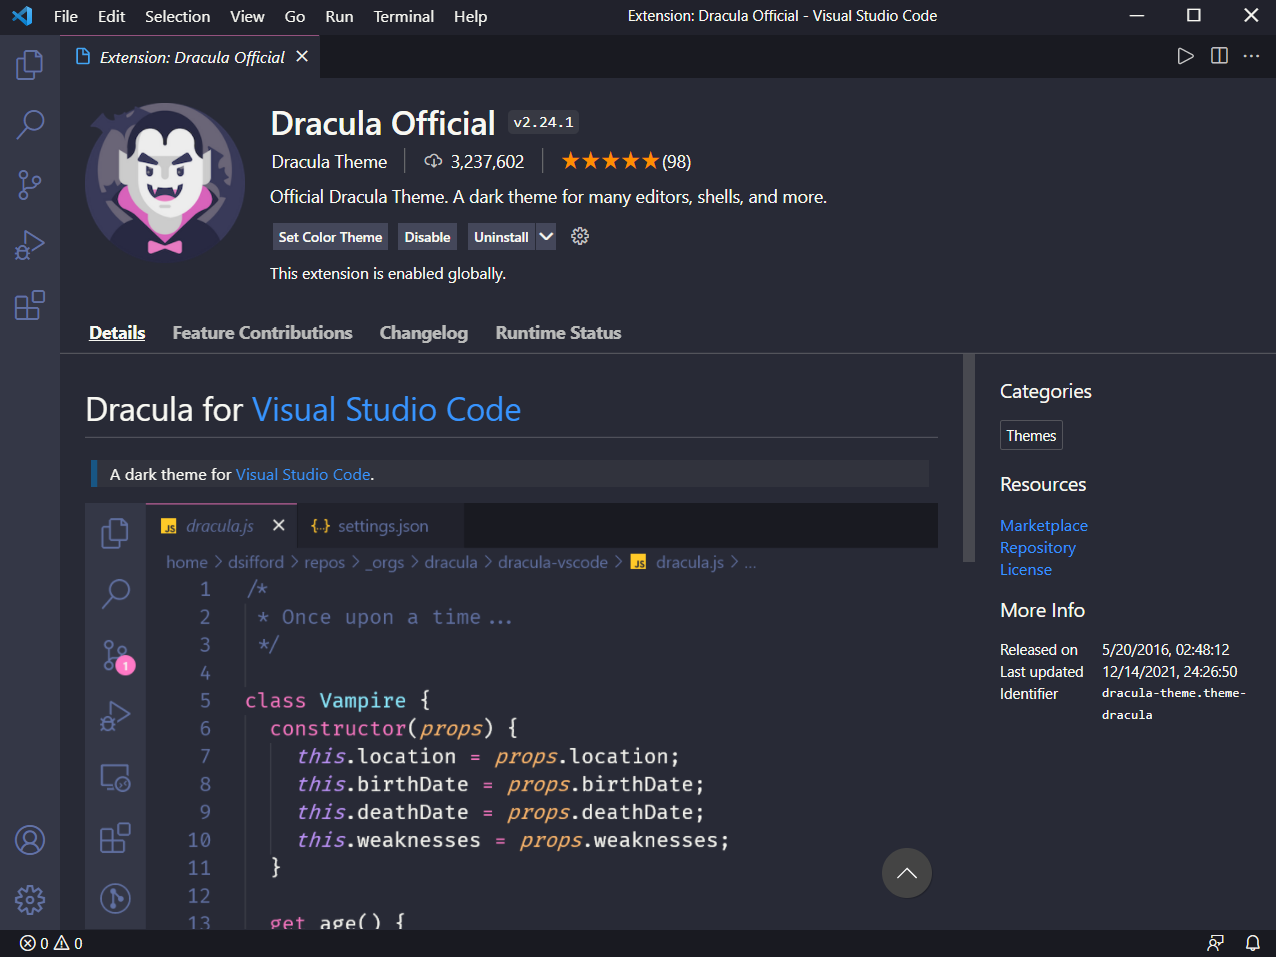 File Edit Selection View Go Run Terminal Help Extension: Dracula Official - Visual Studio Code
Extension: Dracula Official
Dracula Official v2.24.1
Dracula Theme 3,237,602 (98)
Official Dracula Theme. A dark theme for many editors, shells, and more.
Set Color Theme Disable Uninstall
This extension is enabled globally.
Details Feature Contributions Changelog Runtime Status
Dracula for Visual Studio Code
A dark theme for Visual Studio Code.
JS dracula.js {..} settings.json
home > dsifford > repos > _orgs > dracula > dracula-vscode > JS dracula.js > ...
1 /*
2 * Once upon a time ...
3 */
4
5 class Vampire {
6 constructor(props) {
7 this.location = props.location;
8 this.birthDate = props.birthDate;
9 this.deathDate = props.deathDate;
10 this.weaknesses = props.weaknesses;
11 }
12
13 get age() {
1
Categories
Themes
Resources
Marketplace
Repository
License
More Info
Released on 5/20/2016, 02:48:12
Last updated 12/14/2021, 24:26:50
Identifier dracula-theme.theme-
dracula
0 0